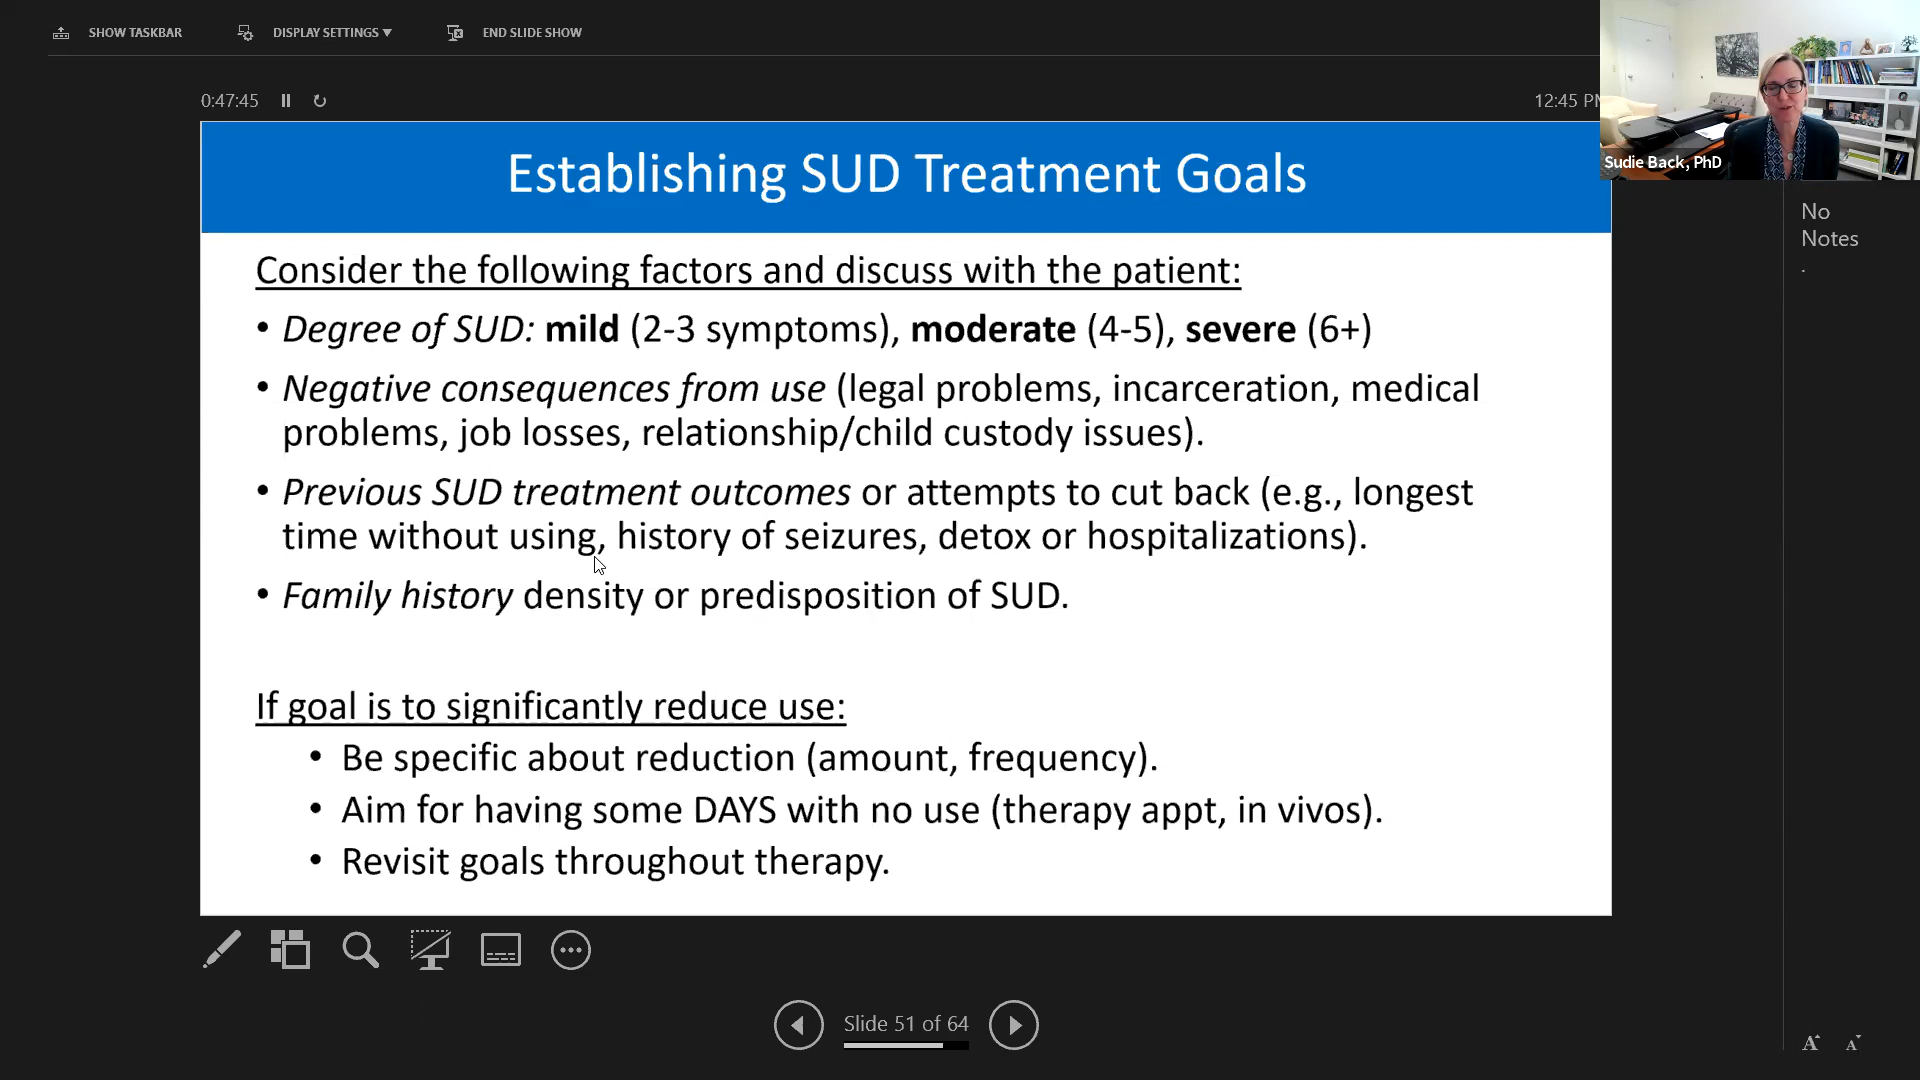 SHOW TASKBAR
DISPLAY SETTINGS ▼
END SLIDE SHOW
0:47:45
12:45 PM
Sudie Back, PhD
No
Notes
.
Establishing SUD Treatment Goals
Consider the following factors and discuss with the patient:
• Degree of SUD: mild (2-3 symptoms), moderate (4-5), severe (6+)
• Negative consequences from use (legal problems, incarceration, medical
problems, job losses, relationship/child custody issues).
• Previous SUD treatment outcomes or attempts to cut back (e.g., longest
time without using, history of seizures, detox or hospitalizations).
• Family history density or predisposition of SUD.
If goal is to significantly reduce use:
• Be specific about reduction (amount, frequency).
• Aim for having some DAYS with no use (therapy appt, in vivos).
• Revisit goals throughout therapy.
Slide 51 of 64
A A